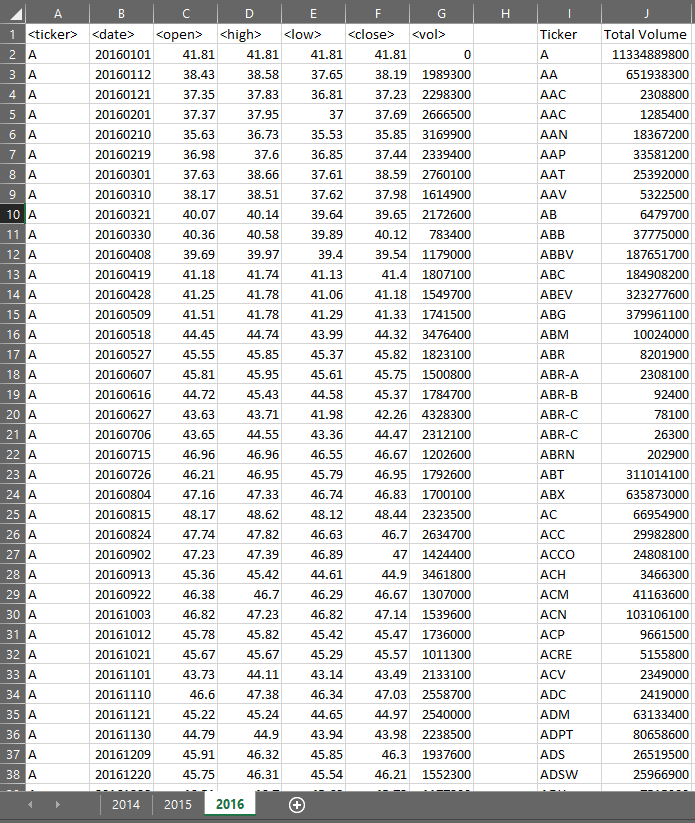 A B C D E F G H I J
1 <ticker> <date> <open> <high> <low> <close> <vol> Ticker Total Volume
2 A 20160101 41.81 41.81 41.81 41.81 0 A 11334889800
3 A 20160112 38.43 38.58 37.65 38.19 1989300 AA 651938300
4 A 20160121 37.35 37.83 36.81 37.23 2298300 AAC 2308800
5 A 20160201 37.37 37.95 37 37.69 2666500 AAC 1285400
6 A 20160210 35.63 36.73 35.53 35.85 3169900 AAN 18367200
7 A 20160219 36.98 37.6 36.85 37.44 2339400 AAP 33581200
8 A 20160301 37.63 38.66 37.61 38.59 2760100 AAT 25392000
9 A 20160310 38.17 38.51 37.62 37.98 1614900 AAV 5322500
10 A 20160321 40.07 40.14 39.64 39.65 2172600 AB 6479700
11 A 20160330 40.36 40.58 39.89 40.12 783400 ABB 37775000
12 A 20160408 39.69 39.97 39.4 39.54 1179000 ABBV 187651700
13 A 20160419 41.18 41.74 41.13 41.4 1807100 ABC 184908200
14 A 20160428 41.25 41.78 41.06 41.18 1549700 ABEV 323277600
15 A 20160509 41.51 41.78 41.29 41.33 1741500 ABG 379961100
16 A 20160518 44.45 44.74 43.99 44.32 3476400 ABM 10024000
17 A 20160527 45.55 45.85 45.37 45.82 1823100 ABR 8201900
18 A 20160607 45.81 45.95 45.61 45.75 1500800 ABR-A 2308100
19 A 20160616 44.72 45.43 44.58 45.37 1784700 ABR-B 92400
20 A 20160627 43.63 43.71 41.98 42.26 4328300 ABR-C 78100
21 A 20160706 43.65 44.55 43.36 44.47 2312100 ABR-C 26300
22 A 20160715 46.96 46.96 46.55 46.67 1202600 ABRN 202900
23 A 20160726 46.21 46.95 45.79 46.95 1792600 ABT 311014100
24 A 20160804 47.16 47.33 46.74 46.83 1700100 ABX 635873000
25 A 20160815 48.17 48.62 48.12 48.44 2323500 AC 66954900
26 A 20160824 47.74 47.82 46.63 46.7 2634700 ACC 29982800
27 A 20160902 47.23 47.39 46.89 47 1424400 ACCO 24808100
28 A 20160913 45.36 45.42 44.61 44.9 3461800 ACH 3466300
29 A 20160922 46.38 46.7 46.29 46.67 1307000 ACM 41163600
30 A 20161003 46.82 47.23 46.82 47.14 1539600 ACN 103106100
31 A 20161012 45.78 45.82 45.42 45.47 1736000 ACP 9661500
32 A 20161021 45.67 45.67 45.29 45.57 1011300 ACRE 5155800
33 A 20161101 43.73 44.11 43.14 43.49 2133100 ACV 2349000
34 A 20161110 46.6 47.38 46.34 47.03 2558700 ADC 2419000
35 A 20161121 45.22 45.24 44.65 44.97 2540000 ADM 63133400
36 A 20161130 44.79 44.9 43.94 43.98 2238500 ADPT 80658600
37 A 20161209 45.91 46.32 45.85 46.3 1937600 ADS 26519500
38 A 20161220 45.75 46.31 45.54 46.21 1552300 ADSW 25966900
2014 2015 2016